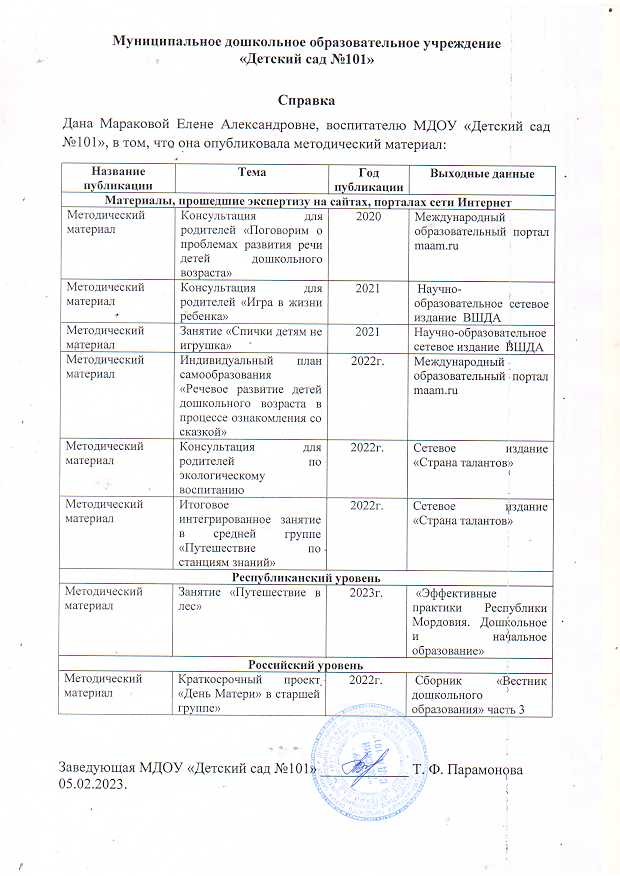 Муниципальное дошкольное образовательное учреждение
«Детский сад №101»
Справка
Дана Мараковой Елене Александровне, воспитателю МДОУ «Детский сад
№101», в том, что она опубликовала методический материал:
Название
публикации
Тема
Год
публикации
Выходные данные
Материалы, прошедшие экспертизу на сайтах, порталах сети Интернет
Методический
материал
Консультация для
родителей «Поговорим о
проблемах развития речи
детей дошкольного
возраста»
2020
Международный
образовательный портал
maam.ru
Методический
материал
Консультация для
родителей «Игра в жизни
ребенка»
2021
Научно-
образовательное сетевое
издание ВШДА
Методический
материал
Занятие «Спички детям не
игрушка»
2021
Научно-образовательное
сетевое издание ВШДА
Методический
материал
Индивидуальный план
самообразования
«Речевое развитие детей
дошкольного возраста в
процессе ознакомления со
сказкой»
2022г.
Международный
образовательный портал
maam.ru
Методический
материал
Консультация для
родителей по
экологическому
воспитанию
2022г.
Сетевое издание
«Страна талантов»
Методический
материал
Итоговое
интегрированное занятие
в средней группе
«Путешествие по
станциям знаний»
2022г.
Сетевое издание
«Страна талантов»
Республиканский уровень
Методический
материал
Занятие «Путешествие в
лес»
2023г.
«Эффективные
практики Республики
Мордовия. Дошкольное
и начальное
образование»
Российский уровень
Методический
материал
Краткосрочный проект
«День Матери» в старшей
группе»
2022г.
Сборник «Вестник
дошкольного
образования» часть 3
Заведующая МДОУ «Детский сад №101» ____________ Т. Ф. Парамонова
05.02.2023.